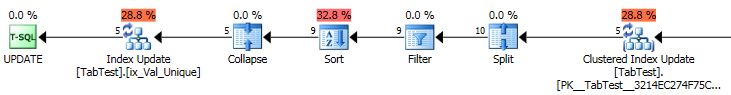 0.0 %
28.8 %
0.0 %
32.8 %
0.0 %
0.0 %
28.8 %
T-SQL
5
5
9
9
10
5
UPDATE
Index Update
[TabTest].[ix_Val_Unique]
Collapse
Sort
Filter
Split
Clustered Index Update
[TabTest].
[PK__TabTest__3214EC274F75C...